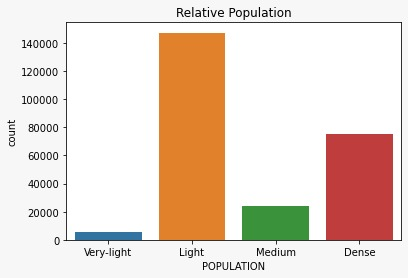 Relative Population
140000
120000
100000
80000
60000
40000
20000
0
count
Very-light Light Medium Dense
POPULATION